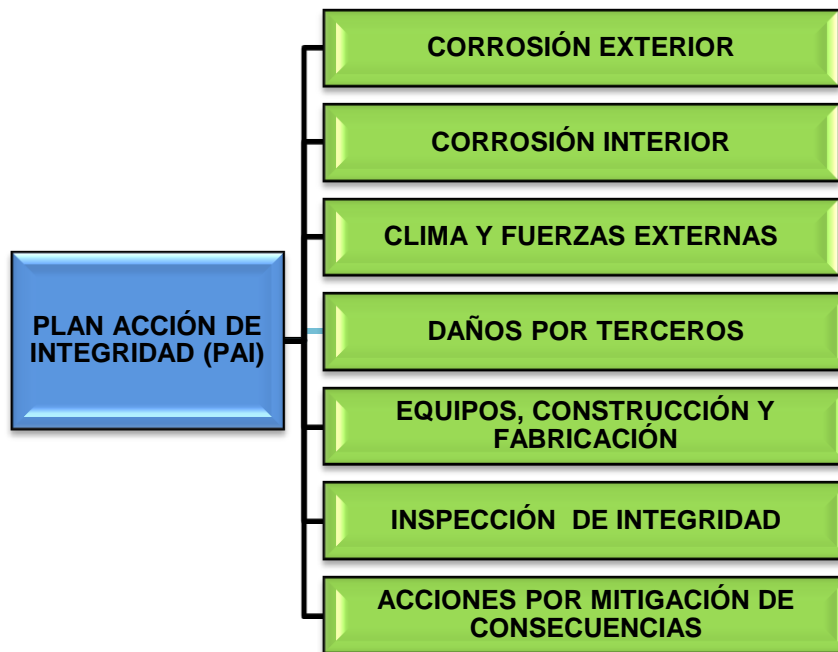 CORROSIÓN EXTERIOR
CORROSIÓN INTERIOR
CLIMA Y FUERZAS EXTERNAS
PLAN ACCIÓN DE
INTEGRIDAD (PAI)
DAÑOS POR TERCEROS
EQUIPOS, CONSTRUCCIÓN Y
FABRICACIÓN
INSPECCIÓN DE INTEGRIDAD
ACCIONES POR MITIGACIÓN DE
CONSECUENCIAS